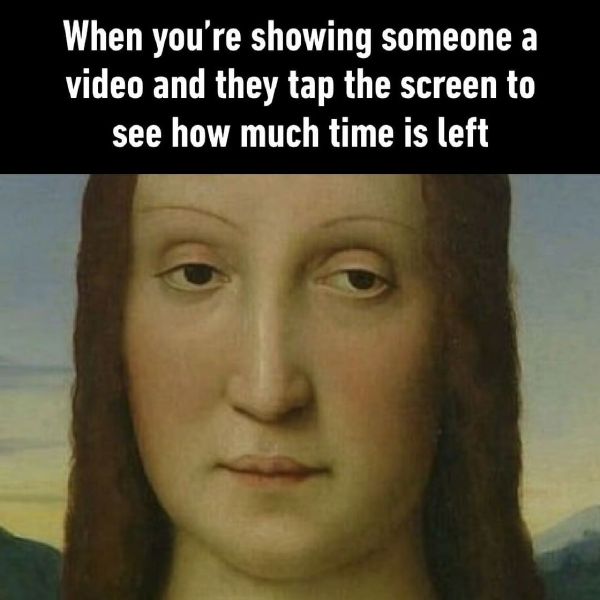 When you’re showing someone a
video and they tap the screen to
see how much time is left